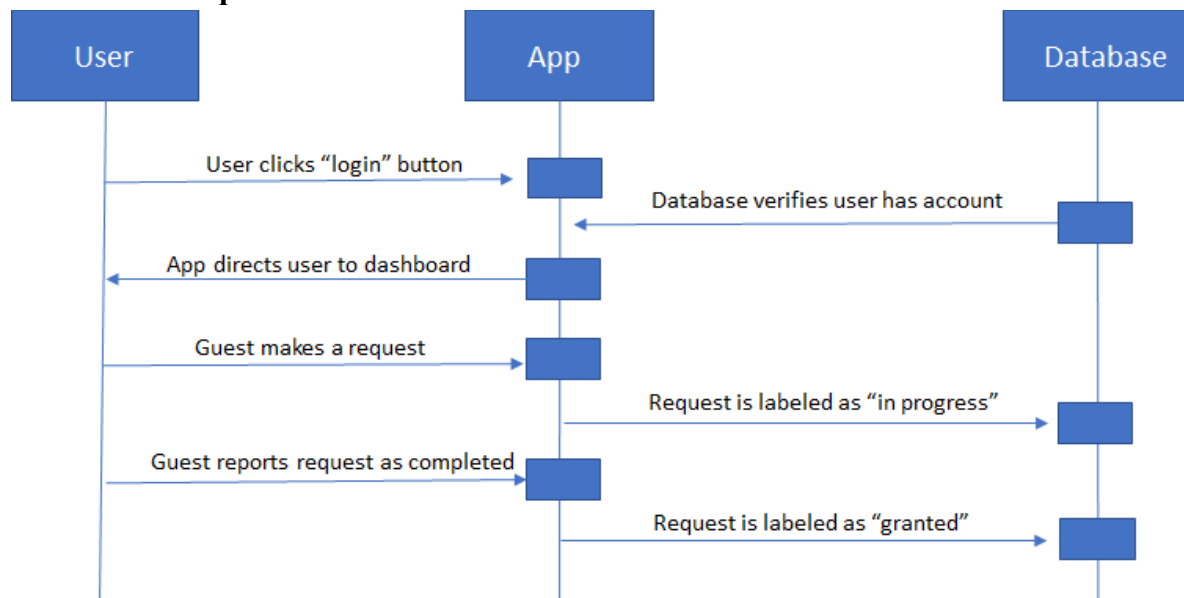 User
App
Database
User clicks “login” button
Database verifies user has account
App directs user to dashboard
Guest makes a request
Request is labeled as “in progress”
Guest reports request as completed
Request is labeled as “granted”